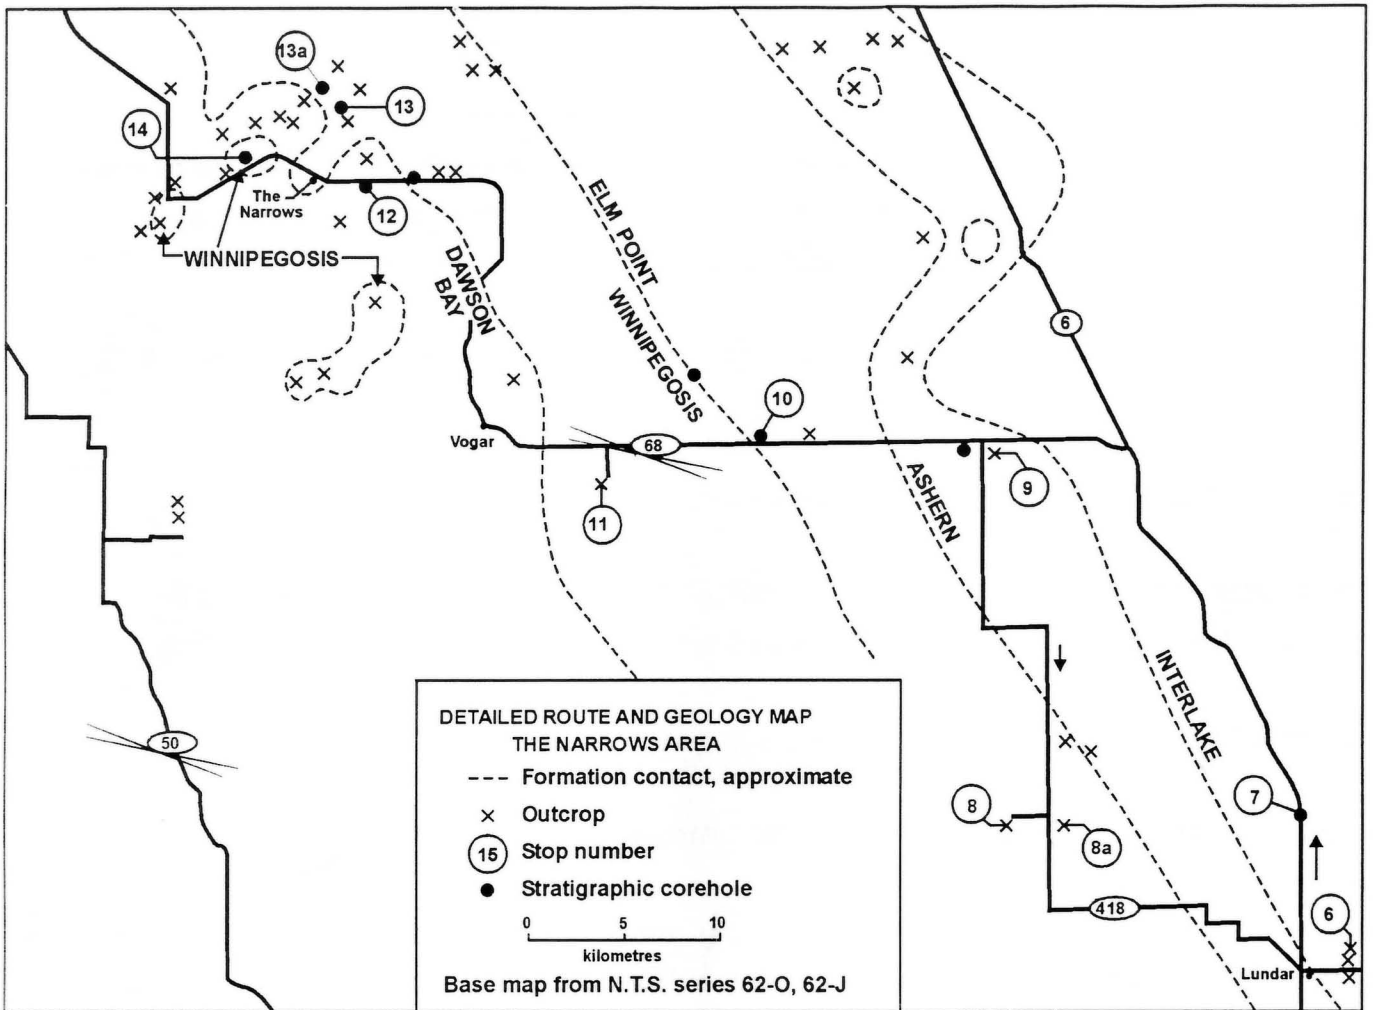 13a
13
14
The
Narrows
12
WINNIPEGOSIS
DAWSON
BAY
ELM POINT
WINNIPEGOSIS
6
10
Vogar
68
9
11
ASHERN
INTERLAKE
50
7
8
8a
418
6
Lundar
DETAILED ROUTE AND GEOLOGY MAP
THE NARROWS AREA
Formation contact, approximate
Outcrop
15 Stop number
Stratigraphic corehole
0 5 10
kilometres
Base map from N.T.S. series 62-O, 62-J